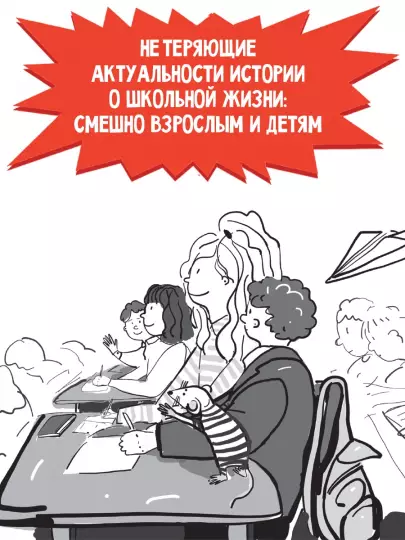 НЕ ТЕРЯЮЩИЕ
АКТУАЛЬНОСТИ ИСТОРИИ
О ШКОЛЬНОЙ ЖИЗНИ:
СМЕШНО ВЗРОСЛЫМ И ДЕТЯМ